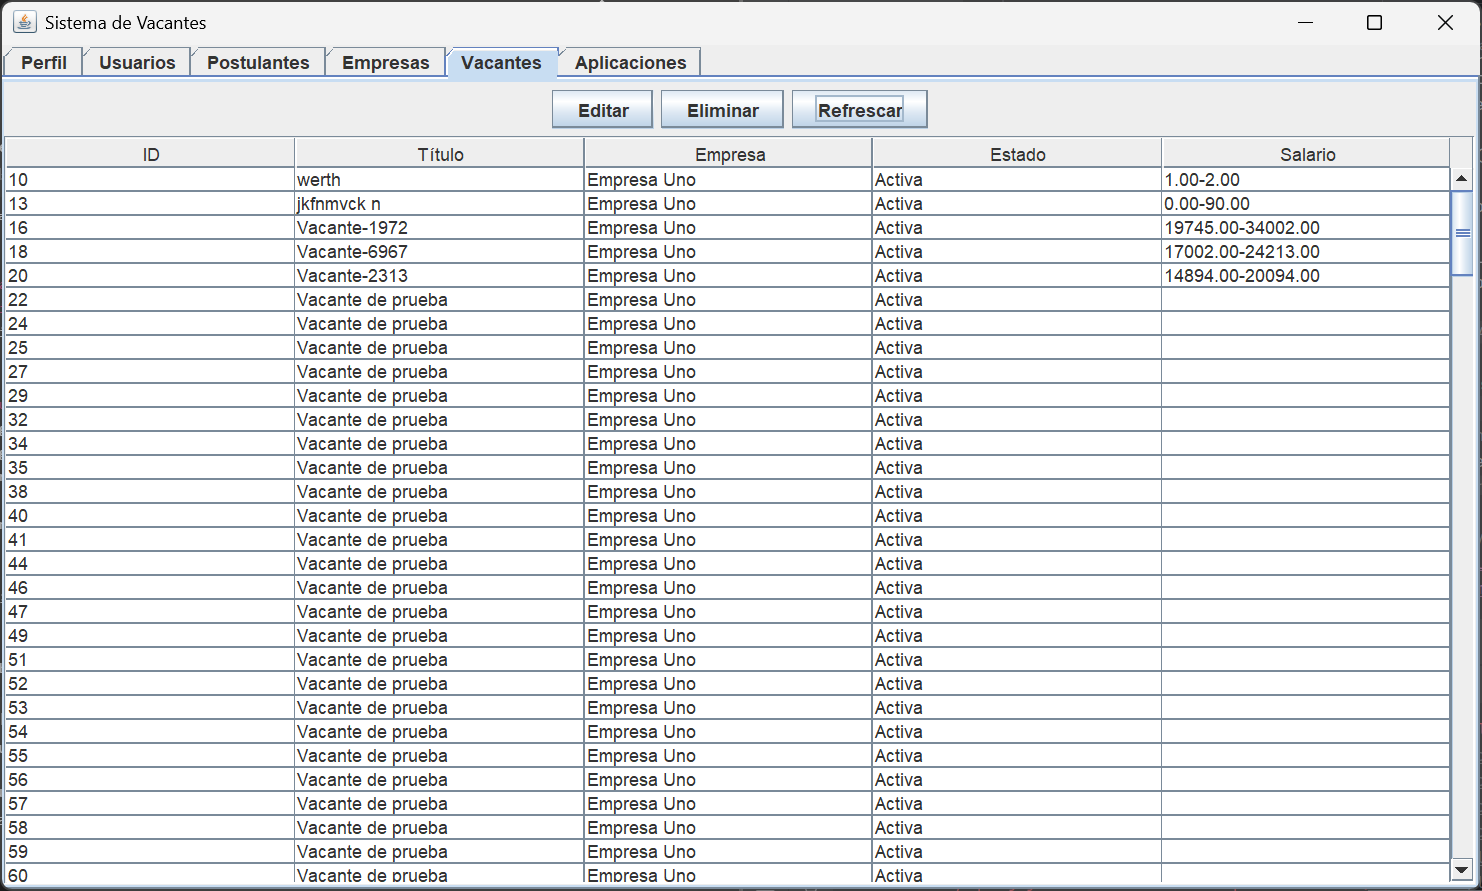 Sistema de Vacantes
Perfil Usuarios Postulantes Empresas Vacantes Aplicaciones
Editar Eliminar Refrescar
ID Título Empresa Estado Salario
10 werth Empresa Uno Activa 1.00-2.00
13 jkfnmvck n Empresa Uno Activa 0.00-90.00
16 Vacante-1972 Empresa Uno Activa 19745.00-34002.00
18 Vacante-6967 Empresa Uno Activa 17002.00-24213.00
20 Vacante-2313 Empresa Uno Activa 14894.00-20094.00
22 Vacante de prueba Empresa Uno Activa
24 Vacante de prueba Empresa Uno Activa
25 Vacante de prueba Empresa Uno Activa
27 Vacante de prueba Empresa Uno Activa
29 Vacante de prueba Empresa Uno Activa
32 Vacante de prueba Empresa Uno Activa
34 Vacante de prueba Empresa Uno Activa
35 Vacante de prueba Empresa Uno Activa
38 Vacante de prueba Empresa Uno Activa
40 Vacante de prueba Empresa Uno Activa
41 Vacante de prueba Empresa Uno Activa
44 Vacante de prueba Empresa Uno Activa
46 Vacante de prueba Empresa Uno Activa
47 Vacante de prueba Empresa Uno Activa
49 Vacante de prueba Empresa Uno Activa
51 Vacante de prueba Empresa Uno Activa
52 Vacante de prueba Empresa Uno Activa
53 Vacante de prueba Empresa Uno Activa
54 Vacante de prueba Empresa Uno Activa
55 Vacante de prueba Empresa Uno Activa
56 Vacante de prueba Empresa Uno Activa
57 Vacante de prueba Empresa Uno Activa
58 Vacante de prueba Empresa Uno Activa
59 Vacante de prueba Empresa Uno Activa
60 Vacante de prueba Empresa Uno Activa